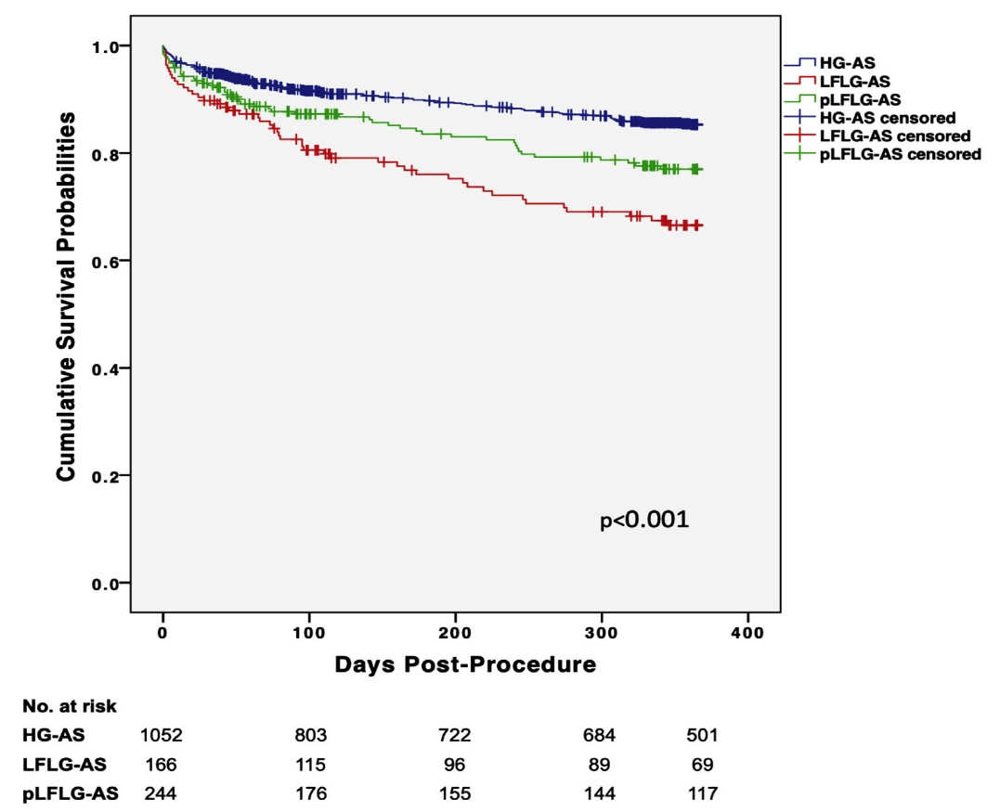 1.0
0.8
0.6
0.4
0.2
0.0
Cumulative Survival Probabilities
HG-AS
LFLG-AS
pLFLG-AS
HG-AS censored
LFLG-AS censored
pLFLG-AS censored
p<0.001
0 100 200 300 400
Days Post-Procedure
No. at risk
HG-AS 1052 803 722 684 501
LFLG-AS 166 115 96 89 69
pLFLG-AS 244 176 155 144 117